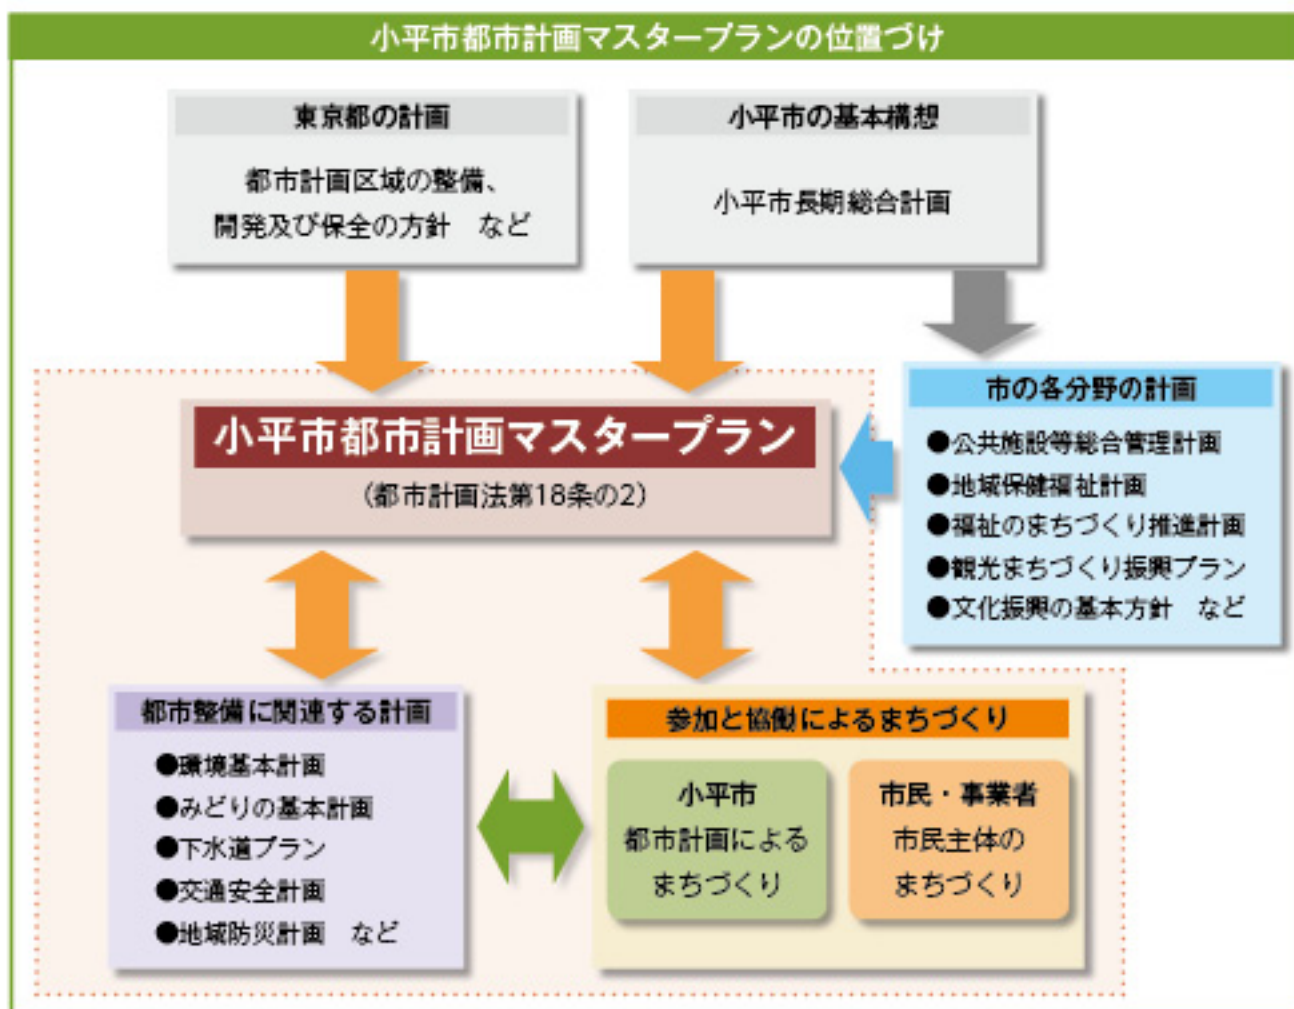 小平市都市計画マスタープランの位置づけ
東京都の計画
都市計画区域の整備、
開発及び保全の方針　など
小平市の基本構想
小平市長期総合計画
小平市都市計画マスタープラン
（都市計画法第18条の2）
市の各分野の計画
●公共施設等総合管理計画
●地域保健福祉計画
●福祉のまちづくり推進計画
●観光まちづくり振興プラン
●文化振興の基本方針　など
都市整備に関連する計画
●環境基本計画
●みどりの基本計画
●下水道プラン
●交通安全計画
●地域防災計画　など
参加と協働によるまちづくり
小平市
都市計画による
まちづくり
市民・事業者
市民主体の
まちづくり